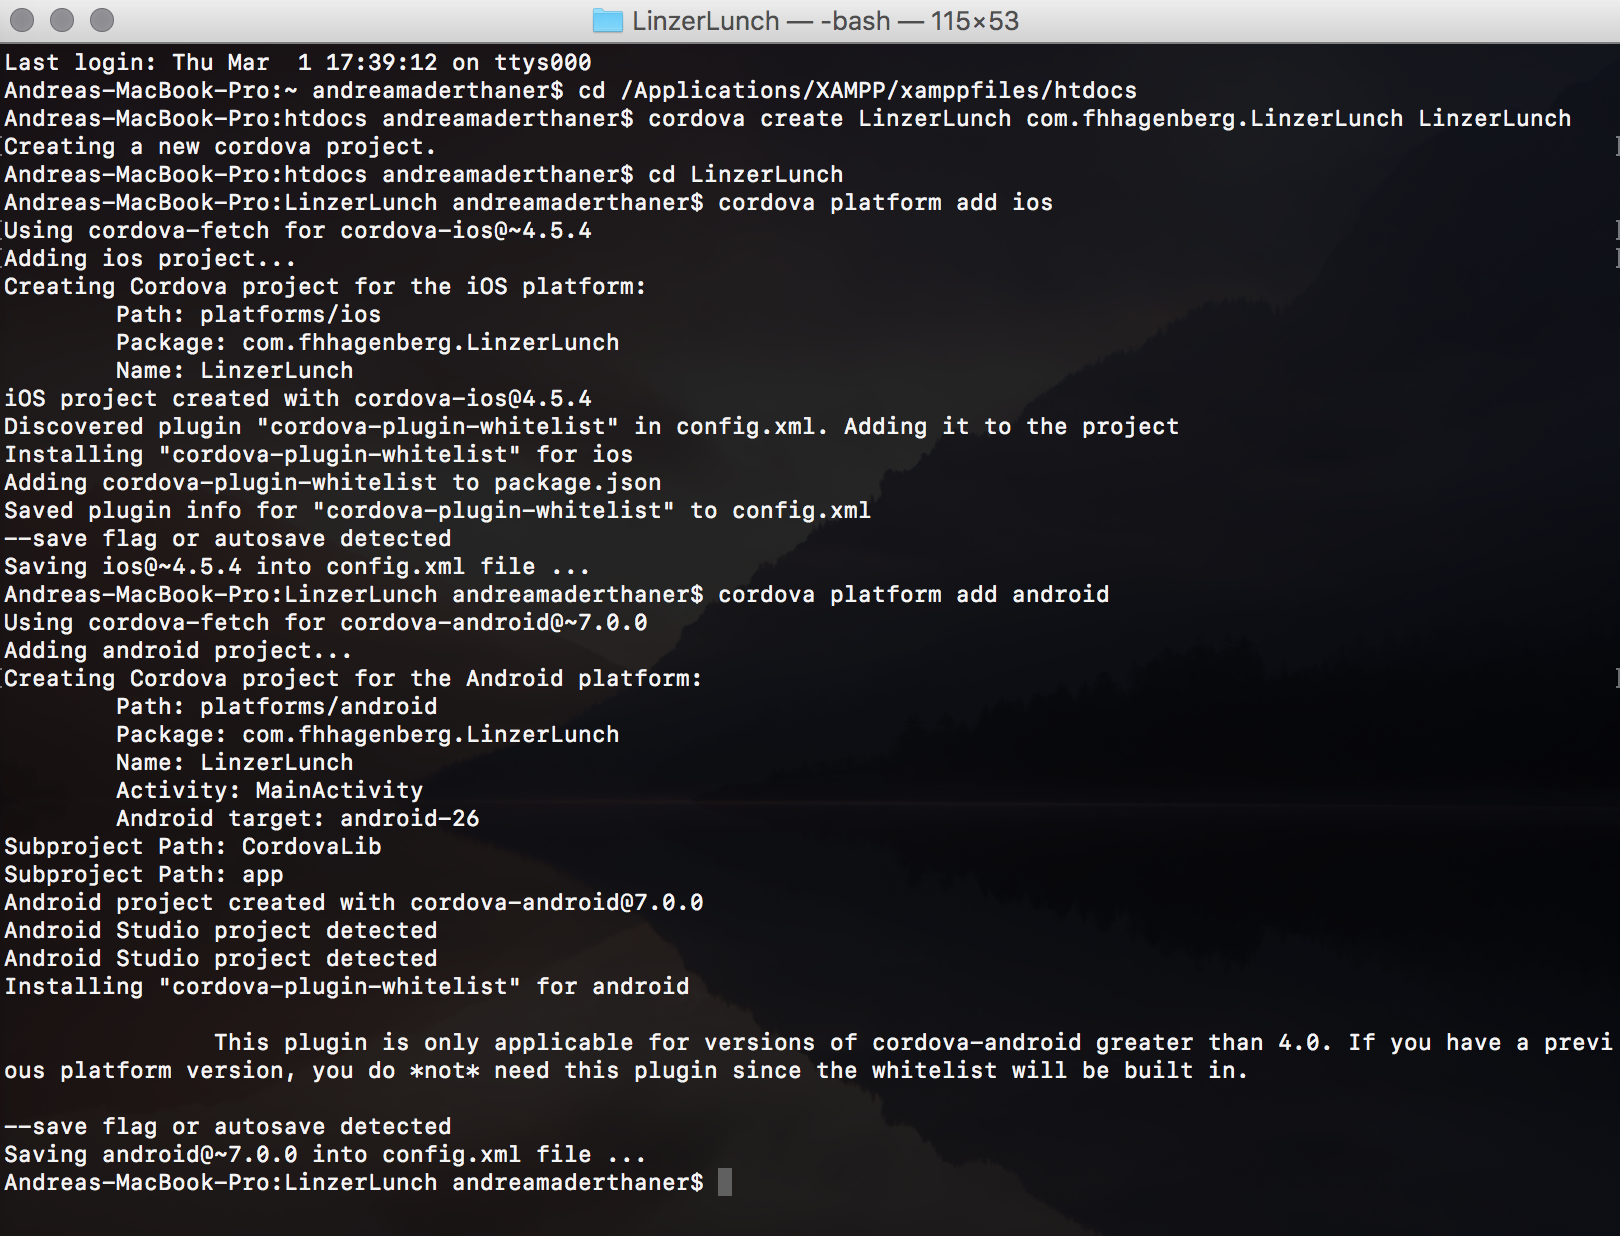 LinzerLunch — -bash — 115×53
Last login: Thu Mar  1 17:39:12 on ttys000
Andreas-MacBook-Pro:~ andreamaderthaner$ cd /Applications/XAMPP/xamppfiles/htdocs
Andreas-MacBook-Pro:htdocs andreamaderthaner$ cordova create LinzerLunch com.fhhagenberg.LinzerLunch LinzerLunch
Creating a new cordova project.
Andreas-MacBook-Pro:htdocs andreamaderthaner$ cd LinzerLunch
Andreas-MacBook-Pro:LinzerLunch andreamaderthaner$ cordova platform add ios
Using cordova-fetch for cordova-ios@~4.5.4
Adding ios project...
Creating Cordova project for the iOS platform:
        Path: platforms/ios
        Package: com.fhhagenberg.LinzerLunch
        Name: LinzerLunch
iOS project created with cordova-ios@4.5.4
Discovered plugin "cordova-plugin-whitelist" in config.xml. Adding it to the project
Installing "cordova-plugin-whitelist" for ios
Adding cordova-plugin-whitelist to package.json
Saved plugin info for "cordova-plugin-whitelist" to config.xml
--save flag or autosave detected
Saving ios@~4.5.4 into config.xml file ...
Andreas-MacBook-Pro:LinzerLunch andreamaderthaner$ cordova platform add android
Using cordova-fetch for cordova-android@~7.0.0
Adding android project...
Creating Cordova project for the Android platform:
        Path: platforms/android
        Package: com.fhhagenberg.LinzerLunch
        Name: LinzerLunch
        Activity: MainActivity
        Android target: android-26
Subproject Path: CordovaLib
Subproject Path: app
Android project created with cordova-android@7.0.0
Android Studio project detected
Android Studio project detected
Installing "cordova-plugin-whitelist" for android
               This plugin is only applicable for versions of cordova-android greater than 4.0. If you have a previ
ous platform version, you do *not* need this plugin since the whitelist will be built in.
--save flag or autosave detected
Saving android@~7.0.0 into config.xml file ...
Andreas-MacBook-Pro:LinzerLunch andreamaderthaner$